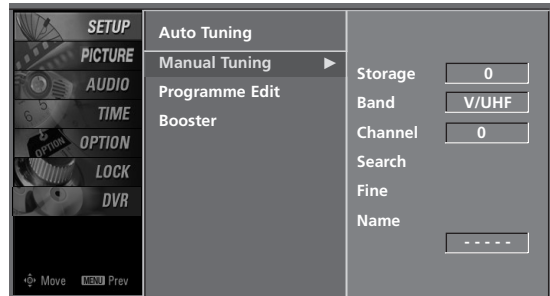 SETUP
PICTURE
AUDIO
TIME
OPTION
LOCK
DVR
Move MENU Prev
Auto Tuning
Manual Tuning ►
Programme Edit
Booster
Storage 0
Band V/UHF
Channel 0
Search
Fine
Name
- - - - -